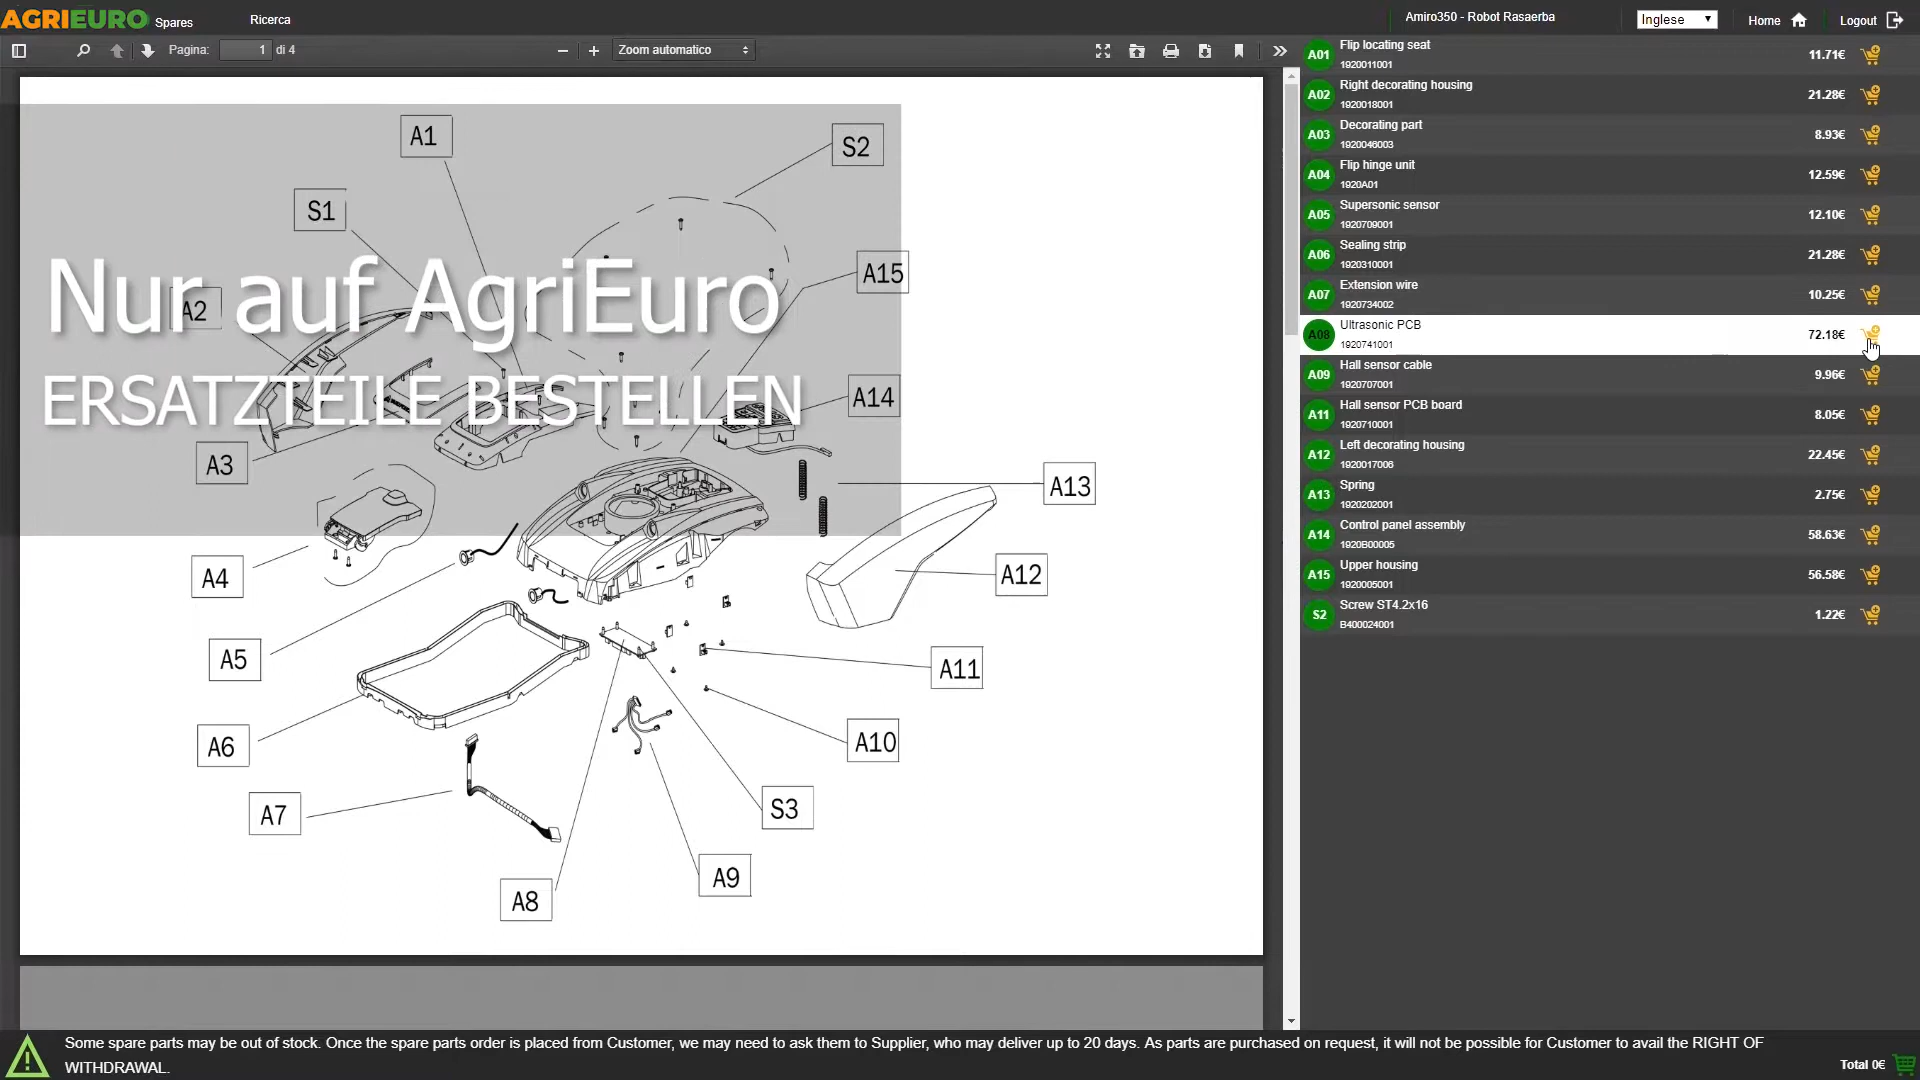 AGRIEURO Spares
Ricerca
Amiro350 - Robot Rasaerba
Inglese
Home
Logout
Pagina:
1
di 4
Zoom automatico
A1
S2
S1
A15
A2
Nur auf AgriEuro
ERSATZTEILE BESTELLEN
A14
A3
A13
A4
A12
A5
A11
A6
A10
A7
S3
A9
A8
A01
Flip locating seat
1920011001
11.71€
A02
Right decorating housing
1920018001
21.28€
A03
Decorating part
1920046003
8.93€
A04
Flip hinge unit
1920A01
12.59€
A05
Supersonic sensor
1920709001
12.10€
A06
Sealing strip
1920310001
21.28€
A07
Extension wire
1920734002
10.25€
A08
Ultrasonic PCB
1920741001
72.18€
A09
Hall sensor cable
1920707001
9.96€
A11
Hall sensor PCB board
1920710001
8.05€
A12
Left decorating housing
1920017006
22.45€
A13
Spring
1920202001
2.75€
A14
Control panel assembly
1920B00005
58.63€
A15
Upper housing
1920005001
56.58€
S2
Screw ST4.2x16
B400024001
1.22€
Some spare parts may be out of stock. Once the spare parts order is placed from Customer, we may need to ask them to Supplier, who may deliver up to 20 days. As parts are purchased on request, it will not be possible for Customer to avail the RIGHT OF
WITHDRAWAL.
Total 0€